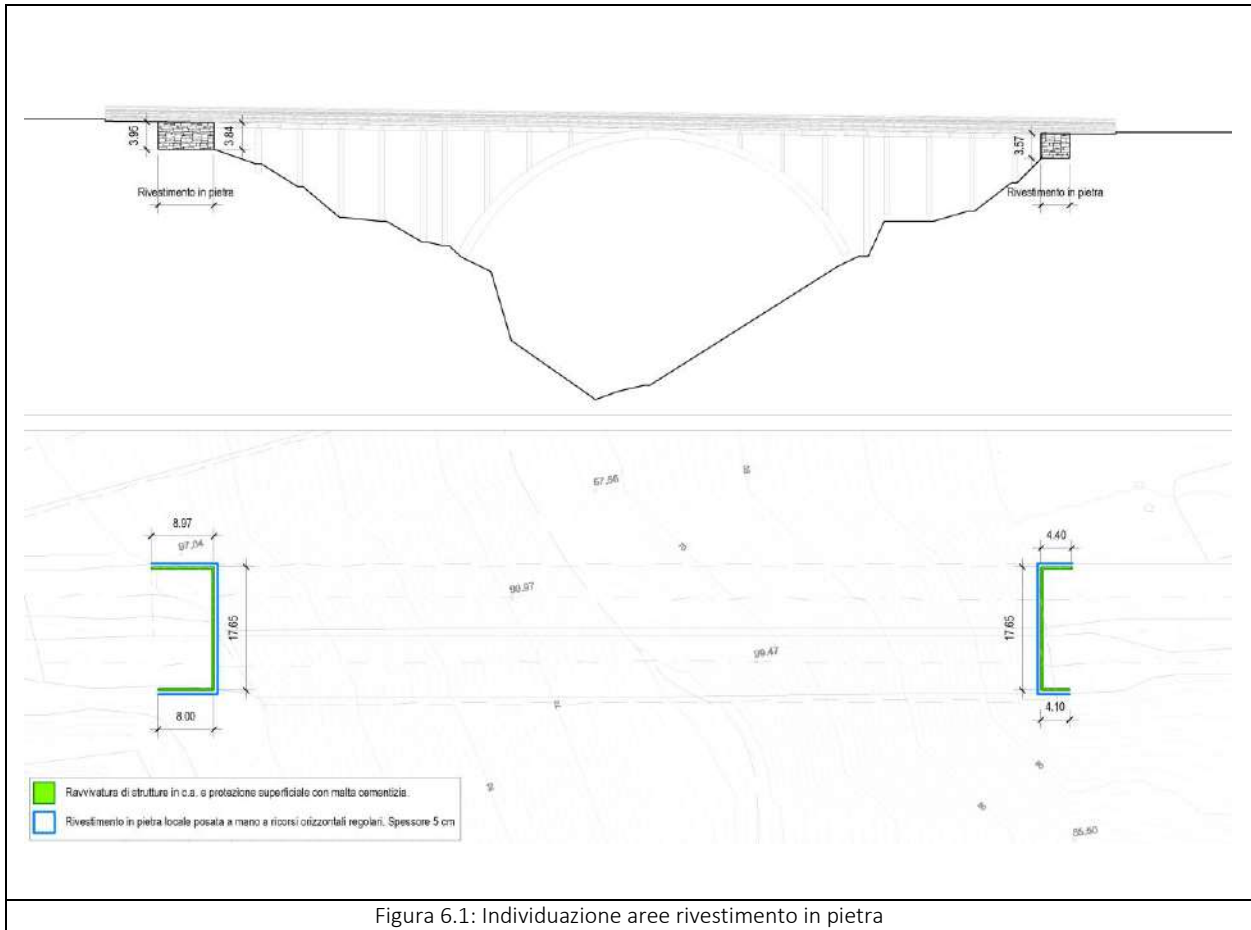 3.95
3.84
3.57
Rivestimento in pietra
Rivestimento in pietra
67.56
8.97
97.04
4.40
99.97
17.65
17.65
99.47
8.00
4.10
Ravvivatura di strutture in c.a. e protezione superficiale con malta cementizia.
Rivestimento in pietra locale posata a mano a ricorsi orizzontali regolari. Spessore 5 cm
Figura 6.1: Individuazione aree rivestimento in pietra